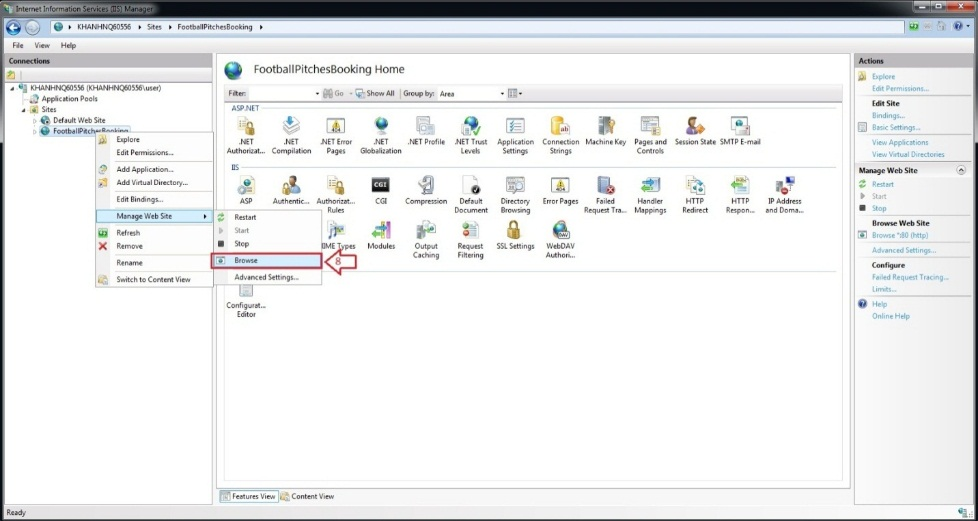 Internet Information Services (IIS) Manager
KHANHNQ60556 Sites FootballPitchesBooking
File View Help
Connections
KHANHNQ60556 (KHANHNQ60556\user)
Application Pools
Sites
Default Web Site
FootballPitchesBooking
Explore
Edit Permissions...
Add Application...
Add Virtual Directory...
Edit Bindings...
Manage Web Site
Refresh
Remove
Rename
Switch to Content View
Restart
Start
Stop
Browse
Advanced Settings...
8
FootballPitchesBooking Home
Filter: Go Show All Group by: Area
ASP.NET
.NET Authorizat...
.NET Compilation
.NET Error Pages
.NET Globalization
.NET Profile
.NET Trust Levels
Application Settings
Connection Strings
Machine Key
Pages and Controls
Session State
SMTP E-mail
IIS
ASP
Authentic...
Authorizat... Rules
CGI
Compression
Default Document
Directory Browsing
Error Pages
Failed Request Tra...
Handler Mappings
HTTP Redirect
HTTP Respon...
IP Address and Doma...
MIME Types
Modules
Output Caching
Request Filtering
SSL Settings
WebDAV Authori...
Configurat... Editor
Features View Content View
Actions
Explore
Edit Permissions...
Edit Site
Bindings...
Basic Settings...
View Applications
View Virtual Directories
Manage Web Site
Restart
Start
Stop
Browse Web Site
Browse *:80 (http)
Advanced Settings...
Configure
Failed Request Tracing...
Limits...
Help
Online Help
Ready